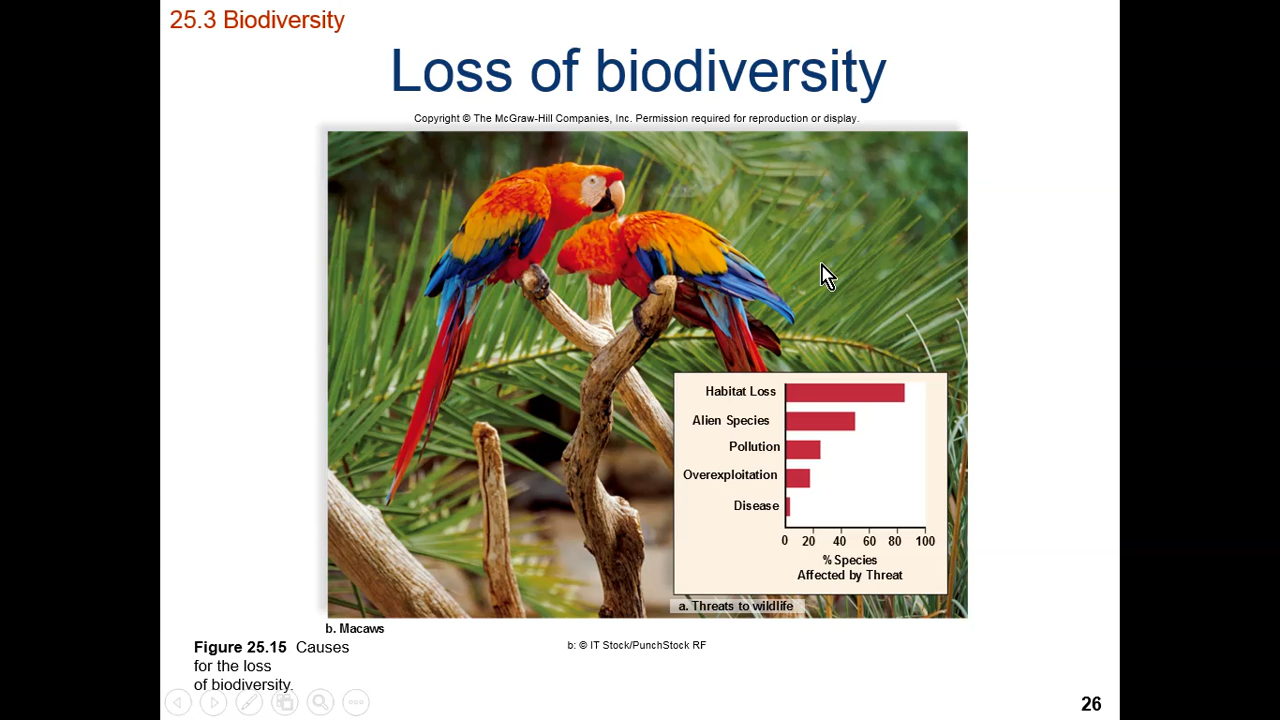 25.3 Biodiversity
Loss of biodiversity
Copyright © The McGraw-Hill Companies, Inc. Permission required for reproduction or display.
Habitat Loss
Alien Species
Pollution
Overexploitation
Disease
0 20 40 60 80 100
% Species
Affected by Threat
a. Threats to wildlife
b. Macaws
b: © IT Stock/PunchStock RF
Figure 25.15 Causes
for the loss
of biodiversity.
26